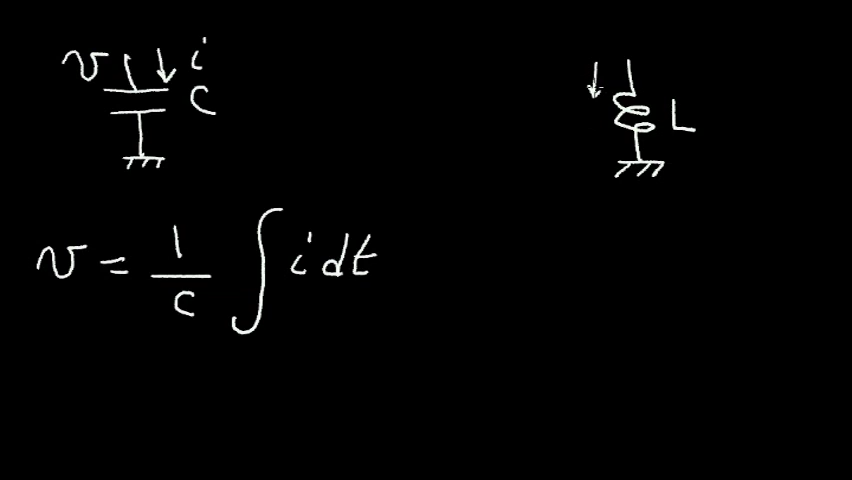 v i
C
L
v = 1/c ∫ i dt